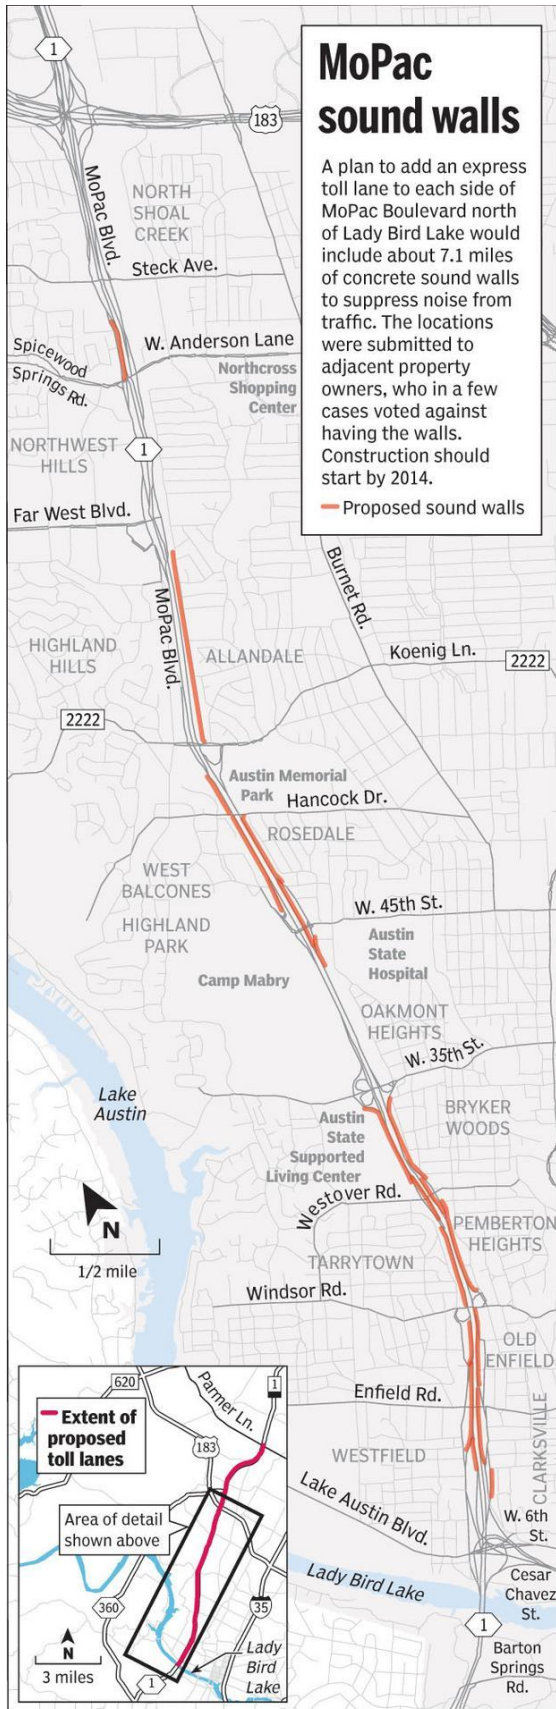 MoPac
sound walls
A plan to add an express
toll lane to each side of
MoPac Boulevard north
of Lady Bird Lake would
include about 7.1 miles
of concrete sound walls
to suppress noise from
traffic. The locations
were submitted to
adjacent property
owners, who in a few
cases voted against
having the walls.
Construction should
start by 2014.
Proposed sound walls
1
183
MoPac Blvd.
NORTH
SHOAL
CREEK
Steck Ave.
W. Anderson Lane
Spicewood
Springs Rd.
Northcross
Shopping
Center
NORTHWEST
HILLS
1
Far West Blvd.
Burnet Rd.
MoPac Blvd.
HIGHLAND
HILLS
ALLANDALE
Koenig Ln.
2222
2222
Austin Memorial
Park
Hancock Dr.
ROSEDALE
WEST
BALCONES
HIGHLAND
PARK
W. 45th St.
Austin
State
Hospital
Camp Mabry
OAKMONT
HEIGHTS
W. 35th St.
Lake
Austin
BRYKER
WOODS
Austin
State
Supported
Living Center
Westover Rd.
N
1/2 mile
PEMBERTON
HEIGHTS
TARRYTOWN
Windsor Rd.
OLD
ENFIELD
Enfield Rd.
CLARKSVILLE
WESTFIELD
Lake Austin Blvd.
W. 6th
St.
Lady Bird Lake
Cesar
Chavez
St.
1
Barton
Springs
Rd.
620
Parmer Ln.
1
Extent of
proposed
toll lanes
183
Area of detail
shown above
360
35
N
3 miles
Lady
Bird
Lake
1